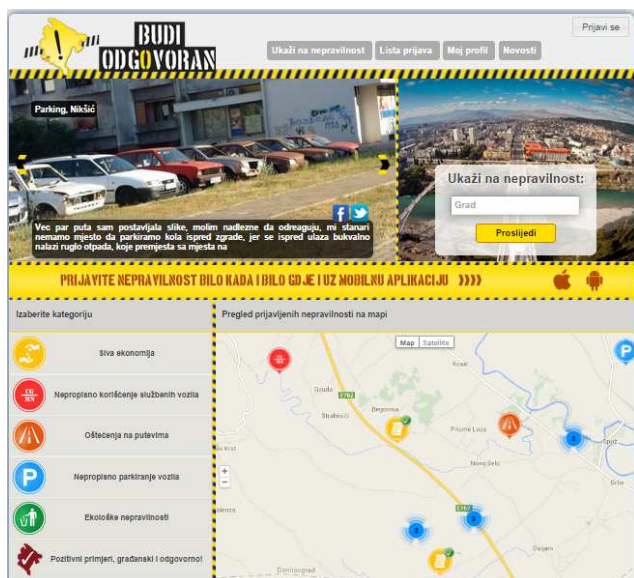 Prijavi se
BUDI
ODGOVORAN
Ukaži na nepravilnost
Lista prijava
Moj profil
Novosti
Parking, Nikšić
Vec par puta sam postavljala slike, molim nadlezne da odreaguju, mi stanari
nemamo mjesto da parkiramo kola ispred zgrade, jer se ispred ulaza bukvalno
nalazi ruglo otpada, koje premjesta sa mjesta na
Ukaži na nepravilnost:
Grad
Proslijedi
PRIJAVITE NEPRAVILNOST BILO KADA I BILO GDJE I UZ MOBILNU APLIKACIJU
Izaberite kategoriju
Siva ekonomija
Nepropisno korišćenje službenih vozila
Oštećenja na putevima
P
Nepropisno parkiranje vozila
Ekološke nepravilnosti
Pozitivni primjeri, građanski i odgovorno!
Pregled prijavljenih nepravilnosti na mapi
Map
Satelite
P
Grbe
Novo Selo
Danilovgrad